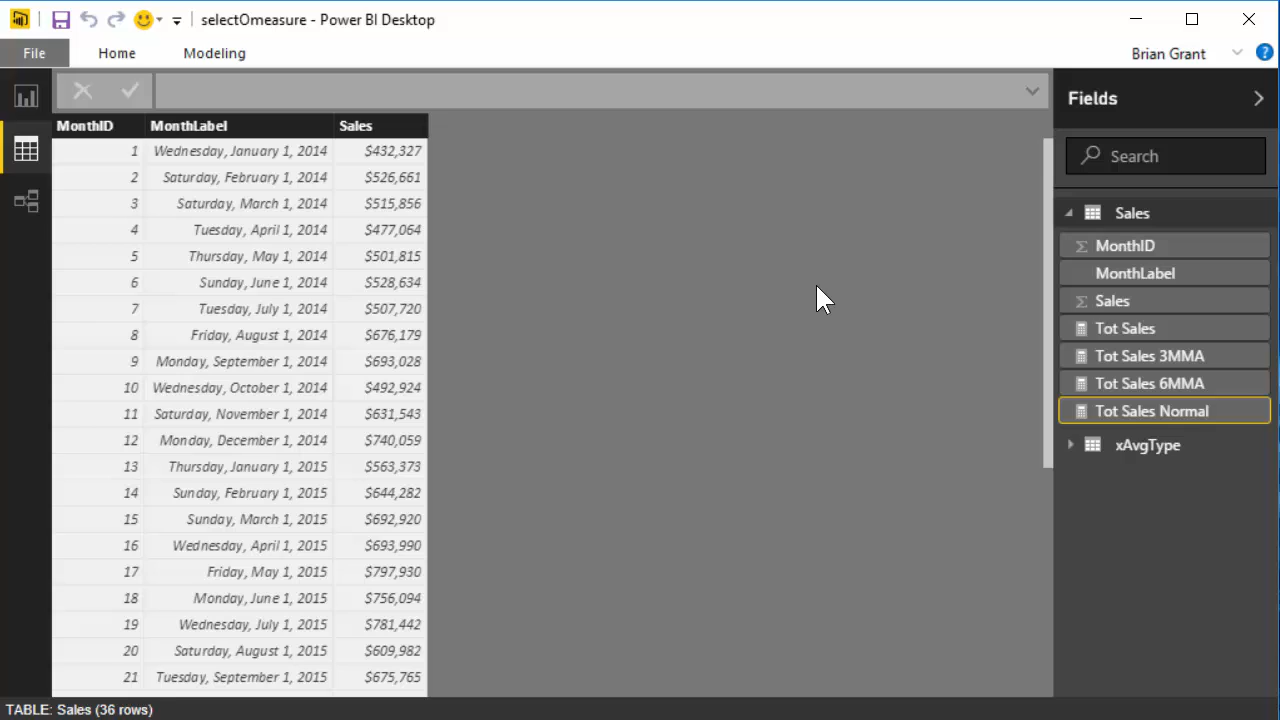 selectOmeasure - Power BI Desktop
File Home Modeling Brian Grant ?
Fields
Search
MonthID MonthLabel Sales
1 Wednesday, January 1, 2014 $432,327
2 Saturday, February 1, 2014 $526,661
3 Saturday, March 1, 2014 $515,856
4 Tuesday, April 1, 2014 $477,064
5 Thursday, May 1, 2014 $501,815
6 Sunday, June 1, 2014 $528,634
7 Tuesday, July 1, 2014 $507,720
8 Friday, August 1, 2014 $676,179
9 Monday, September 1, 2014 $693,028
10 Wednesday, October 1, 2014 $492,924
11 Saturday, November 1, 2014 $631,543
12 Monday, December 1, 2014 $740,059
13 Thursday, January 1, 2015 $563,373
14 Sunday, February 1, 2015 $644,282
15 Sunday, March 1, 2015 $692,920
16 Wednesday, April 1, 2015 $693,990
17 Friday, May 1, 2015 $797,930
18 Monday, June 1, 2015 $756,094
19 Wednesday, July 1, 2015 $781,442
20 Saturday, August 1, 2015 $609,982
21 Tuesday, September 1, 2015 $675,765
Sales
MonthID
MonthLabel
Sales
Tot Sales
Tot Sales 3MMA
Tot Sales 6MMA
Tot Sales Normal
xAvgType
TABLE: Sales (36 rows)